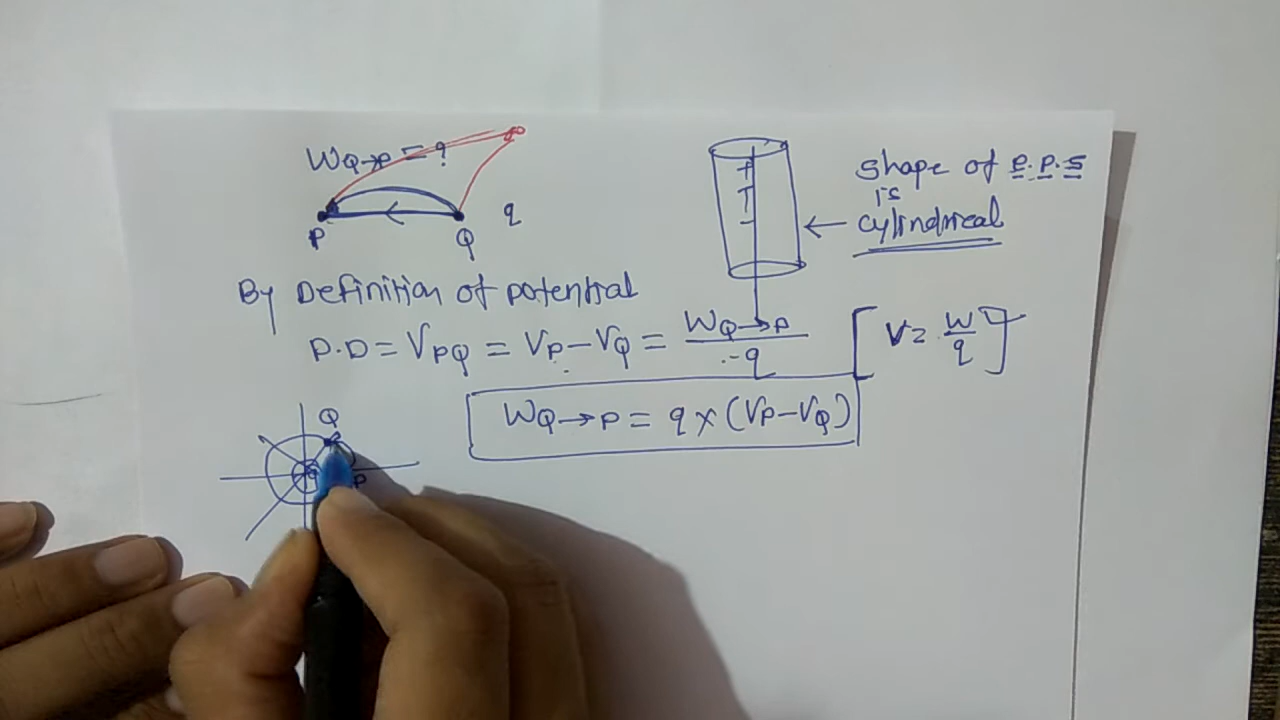 WQ→P = ?
P
Q
q
shape of e.p.s
is
cylindrical
By Definition of potential
P.D = VPQ = VP - VQ = WQ→P / q [V = W/q]
WQ→P = q × (VP - VQ)
Q
P